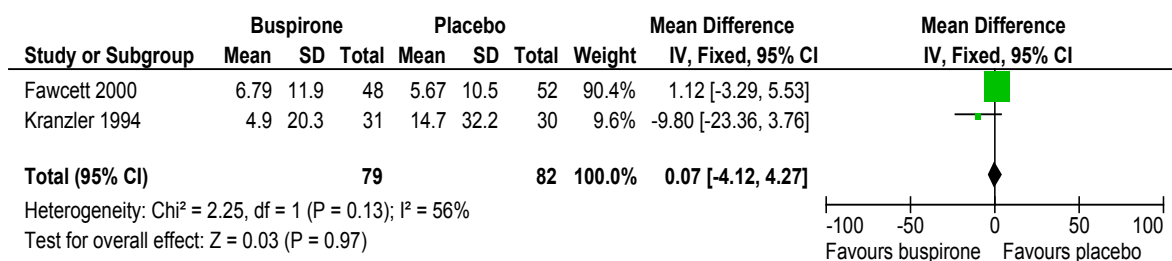 Buspirone Placebo Mean Difference Mean Difference
Study or Subgroup Mean SD Total Mean SD Total Weight IV, Fixed, 95% CI IV, Fixed, 95% CI
Fawcett 2000 6.79 11.9 48 5.67 10.5 52 90.4% 1.12 [-3.29, 5.53]
Kranzler 1994 4.9 20.3 31 14.7 32.2 30 9.6% -9.80 [-23.36, 3.76]
Total (95% CI) 79 82 100.0% 0.07 [-4.12, 4.27]
Heterogeneity: Chi² = 2.25, df = 1 (P = 0.13); I² = 56%
Test for overall effect: Z = 0.03 (P = 0.97)
-100 -50 0 50 100
Favours buspirone Favours placebo